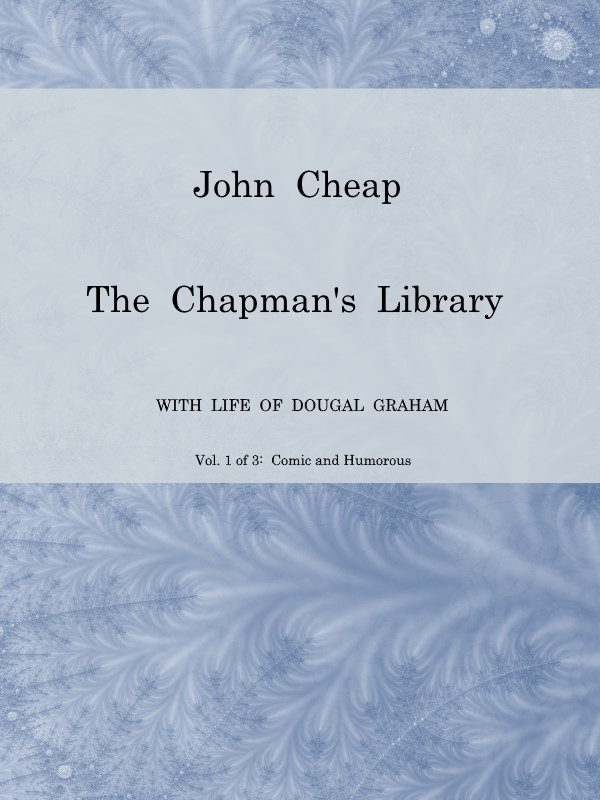 John Cheap
The Chapman's Library
WITH LIFE OF DOUGAL GRAHAM
Vol. 1 of 3: Comic and Humorous